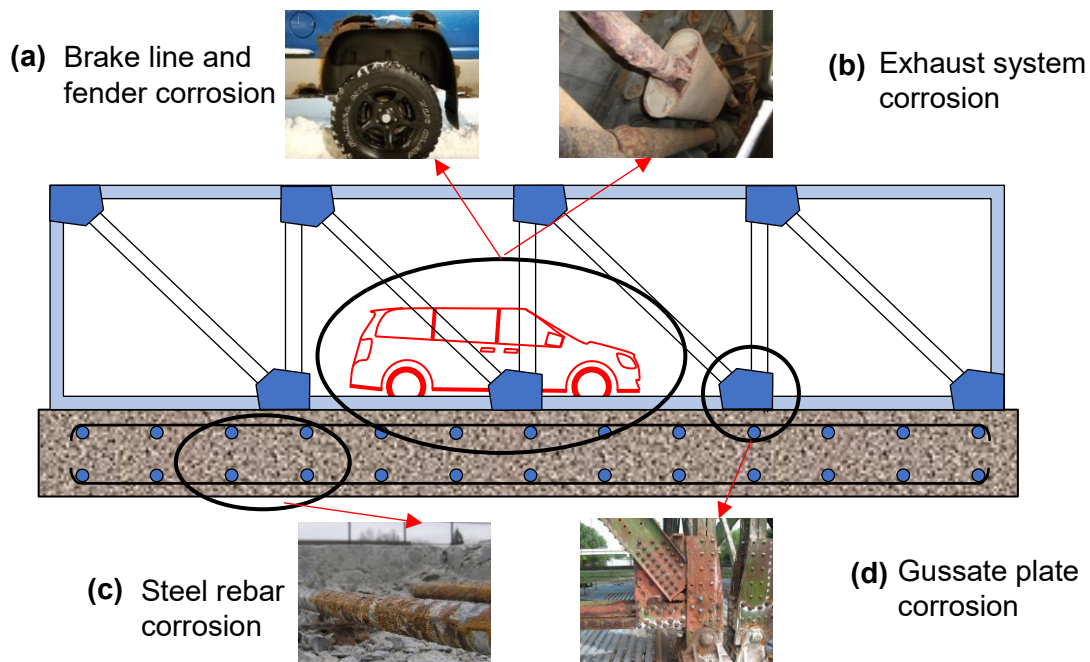 (a) Brake line and
fender corrosion
(b) Exhaust system
corrosion
(c) Steel rebar
corrosion
(d) Gussate plate
corrosion